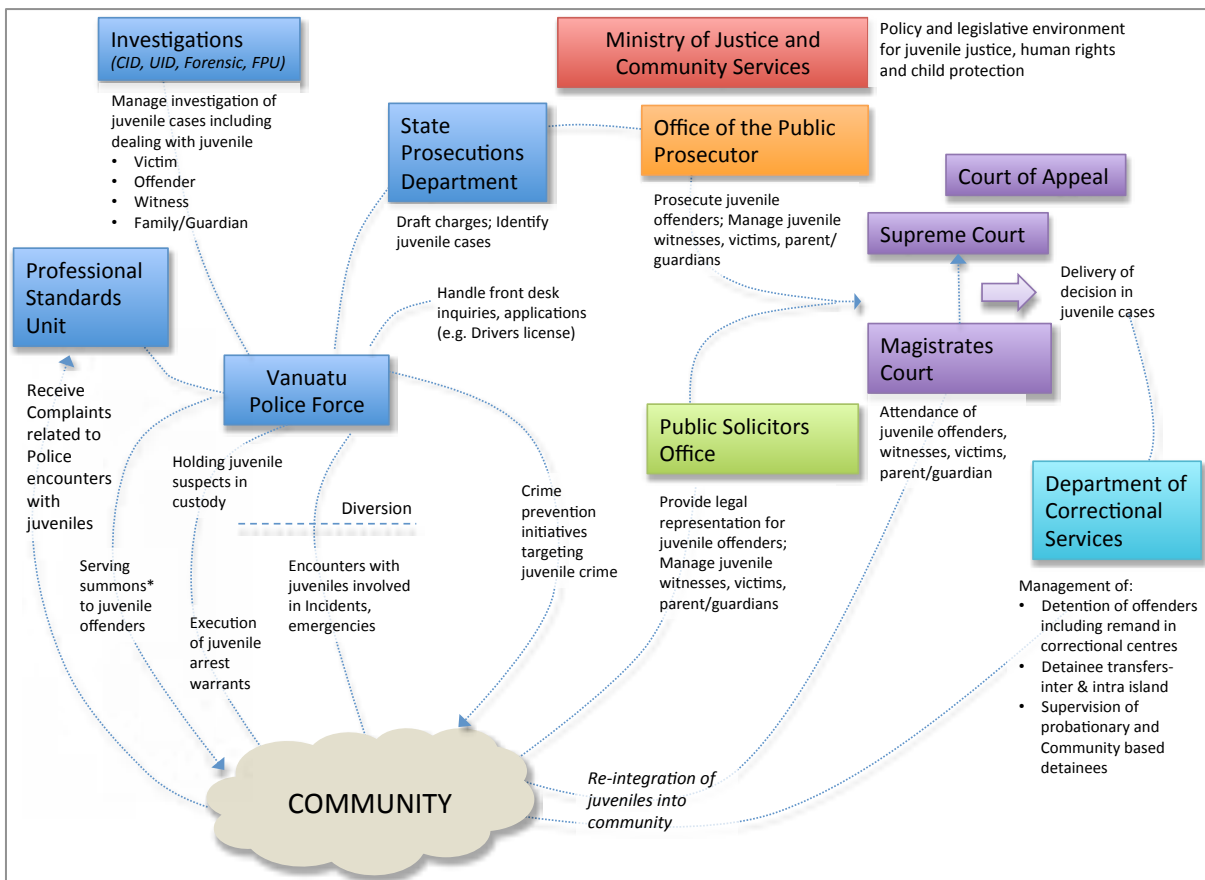 Investigations
(CID, UID, Forensic, FPU)
Manage investigation of
juvenile cases including
dealing with juvenile
• Victim
• Offender
• Witness
• Family/Guardian
Ministry of Justice and
Community Services
Policy and legislative environment
for juvenile justice, human rights
and child protection
State
Prosecutions
Department
Draft charges; Identify
juvenile cases
Office of the Public
Prosecutor
Prosecute juvenile
offenders; Manage juvenile
witnesses, victims, parent/
guardians
Court of Appeal
Supreme Court
Delivery of
decision in
juvenile cases
Professional
Standards
Unit
Handle front desk
inquiries, applications
(e.g. Drivers license)
Vanuatu
Police Force
Magistrates
Court
Attendance of
juvenile offenders,
witnesses, victims,
parent/guardian
Receive
Complaints
related to
Police
encounters
with
juveniles
Public Solicitors
Office
Provide legal
representation for
juvenile offenders;
Manage juvenile
witnesses, victims,
parent/guardians
Department of
Correctional
Services
Management of:
• Detention of offenders
including remand in
correctional centres
• Detainee transfers-
inter & intra island
• Supervision of
probationary and
Community based
detainees
Holding juvenile
suspects in
custody
Diversion
Crime
prevention
initiatives
targeting
juvenile crime
Serving
summons*
to juvenile
offenders
Execution
of juvenile
arrest
warrants
Encounters with
juveniles involved
in Incidents,
emergencies
COMMUNITY
Re-integration of
juveniles into
community